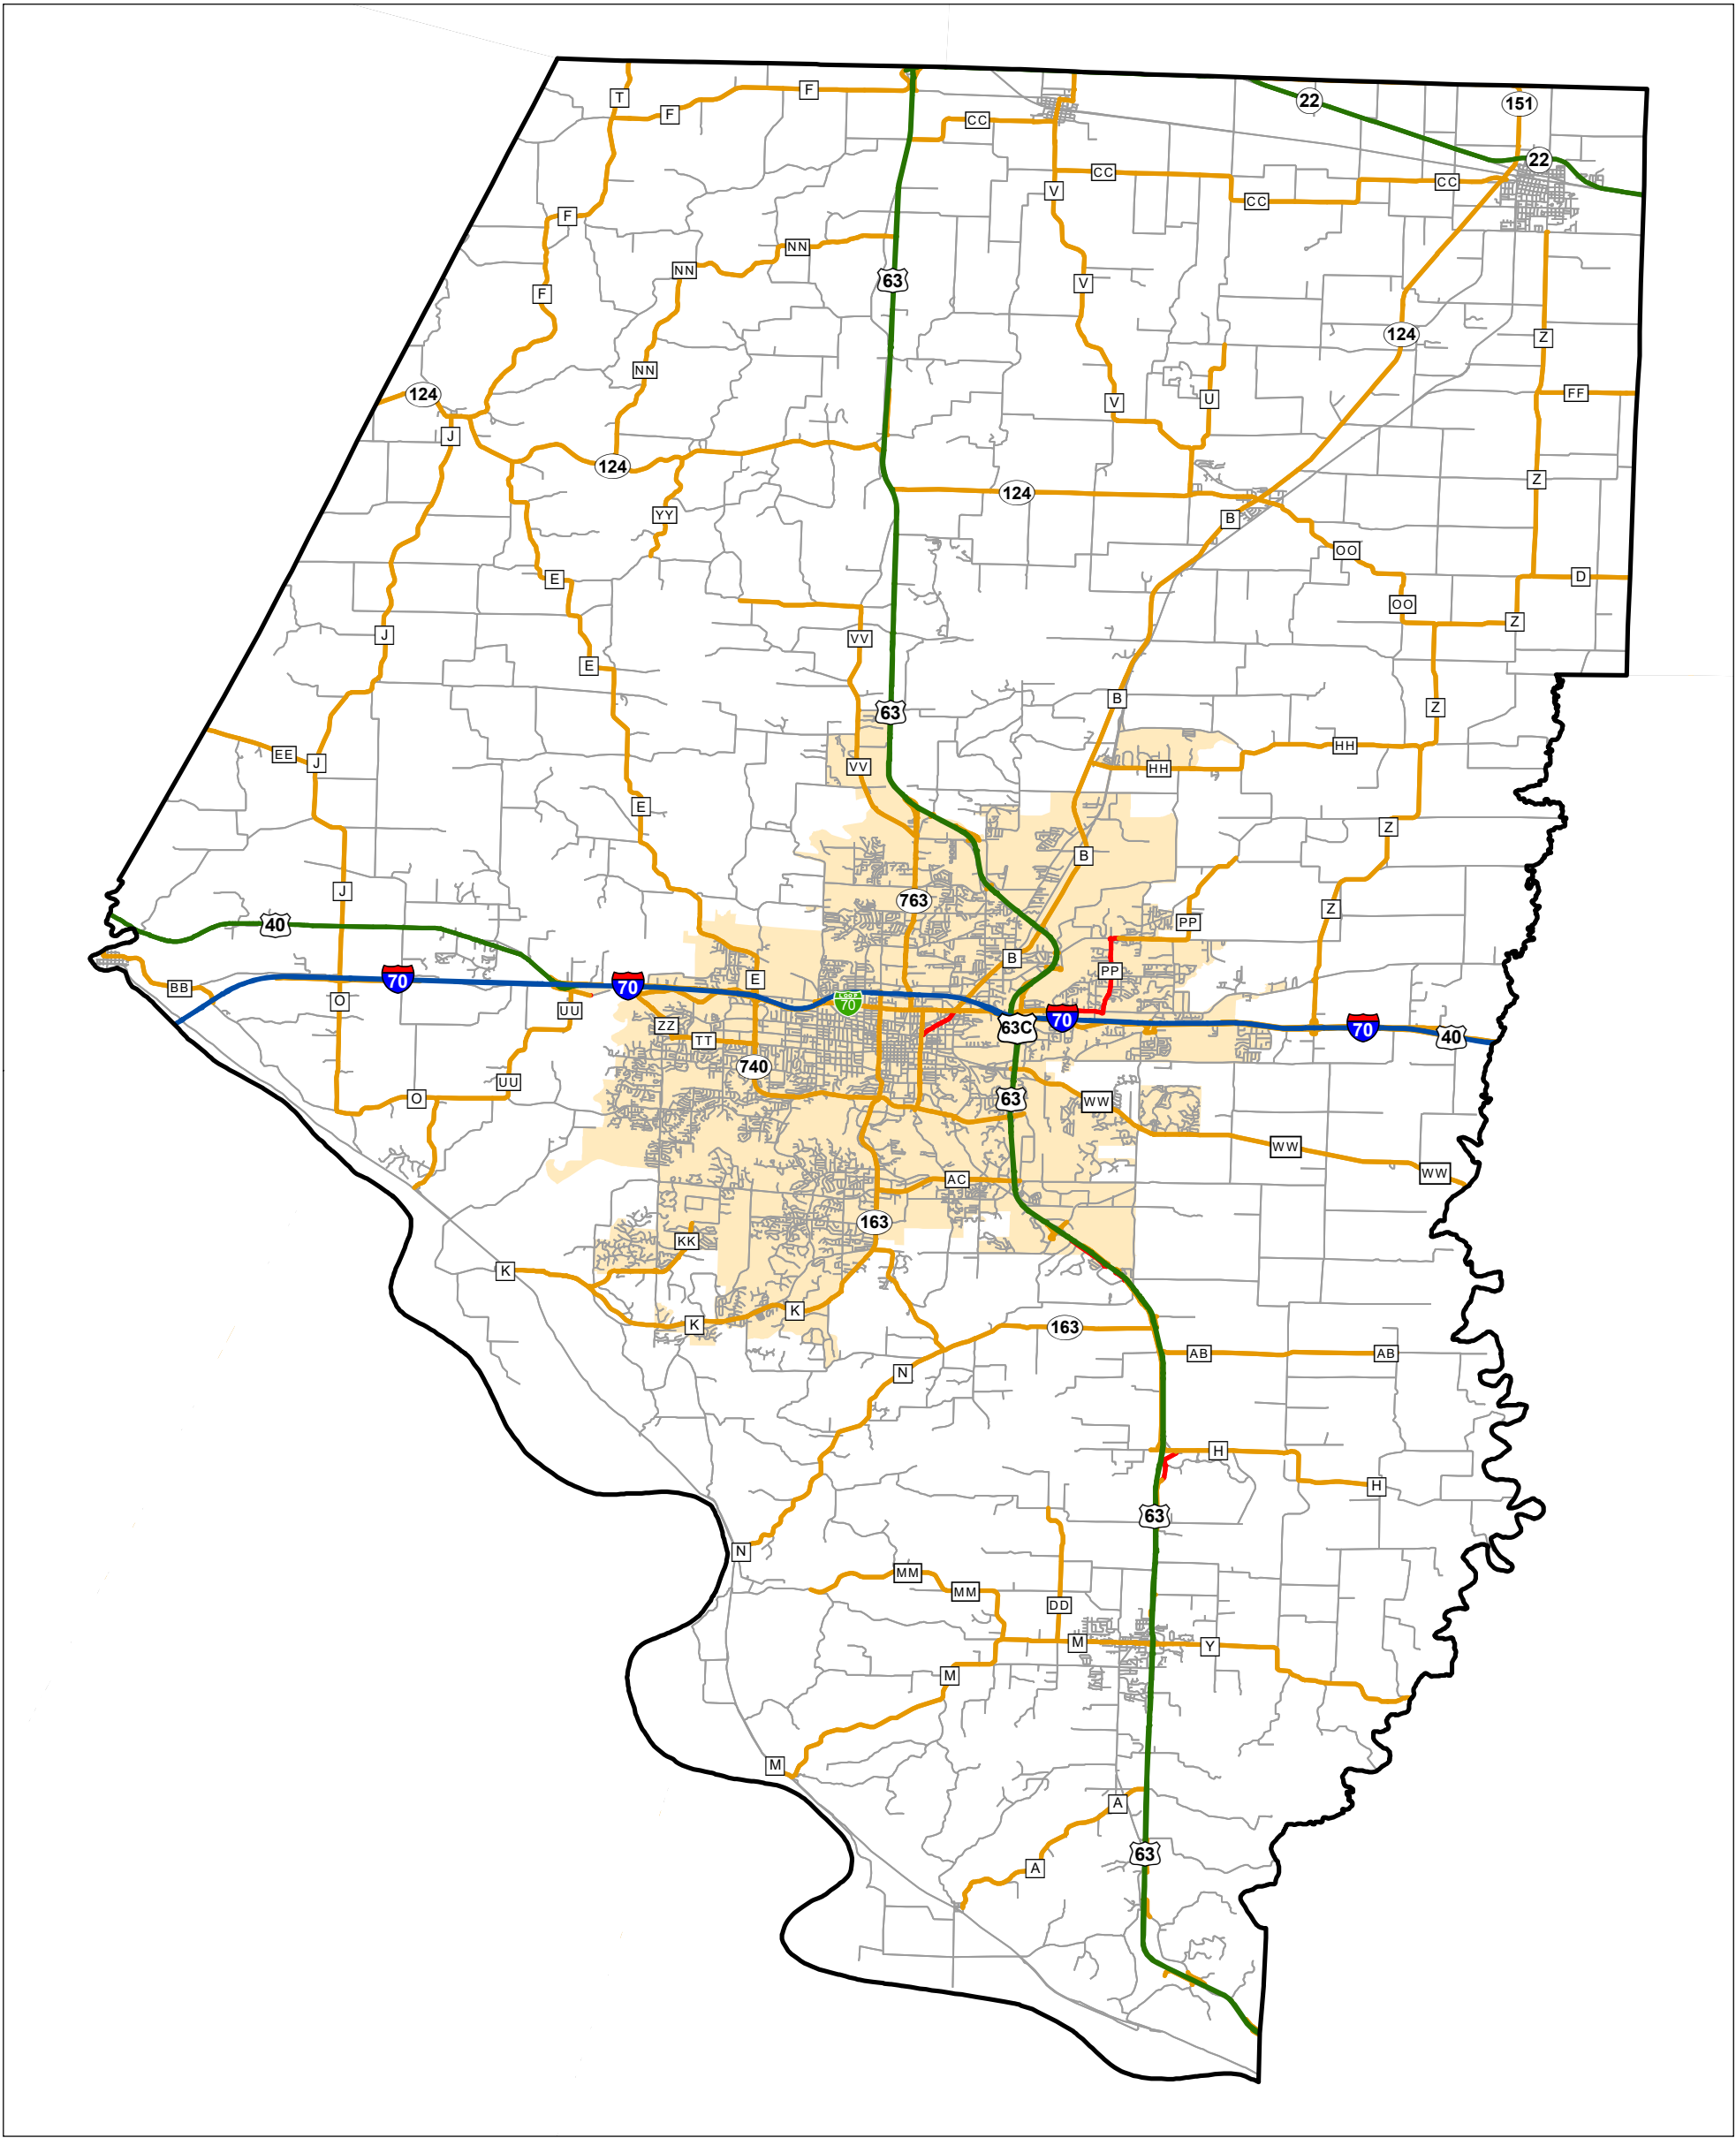 T
F
F
22
151
CC
22
CC
CC
CC
V
F
NN
NN
63
V
F
124
Z
NN
124
FF
U
V
J
124
Z
124
YY
B
OO
E
D
OO
Z
J
VV
E
B
Z
63
HH
EE
J
VV
HH
E
Z
B
J
763
Z
PP
40
B
PP
E
70
70
BB
O
70
UU
70
ZZ
63C
70
40
TT
740
UU
O
63
WW
WW
WW
AC
163
KK
K
K
K
163
AB
AB
N
H
H
63
N
MM
MM
DD
M
Y
M
M
A
63
A